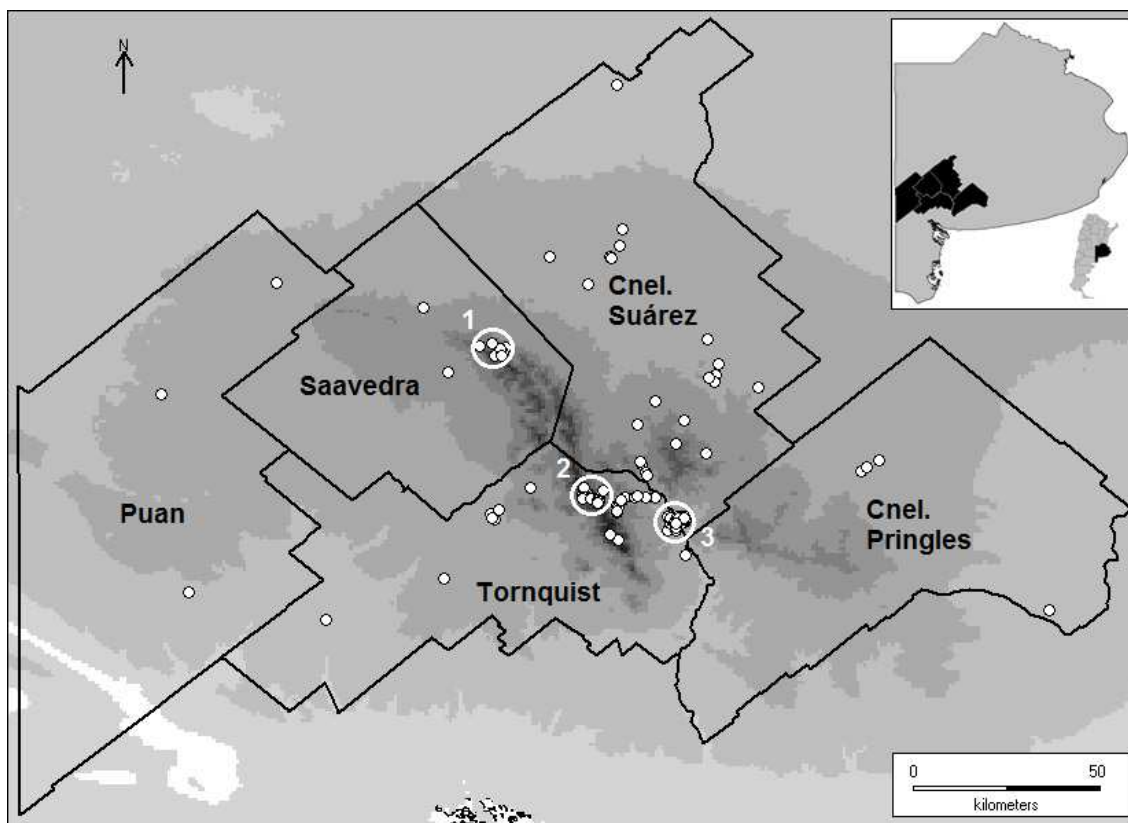 N
Cnel.
Suárez
1
Saavedra
2
Puan
Cnel.
Pringles
3
Tornquist
0 50
kilometers